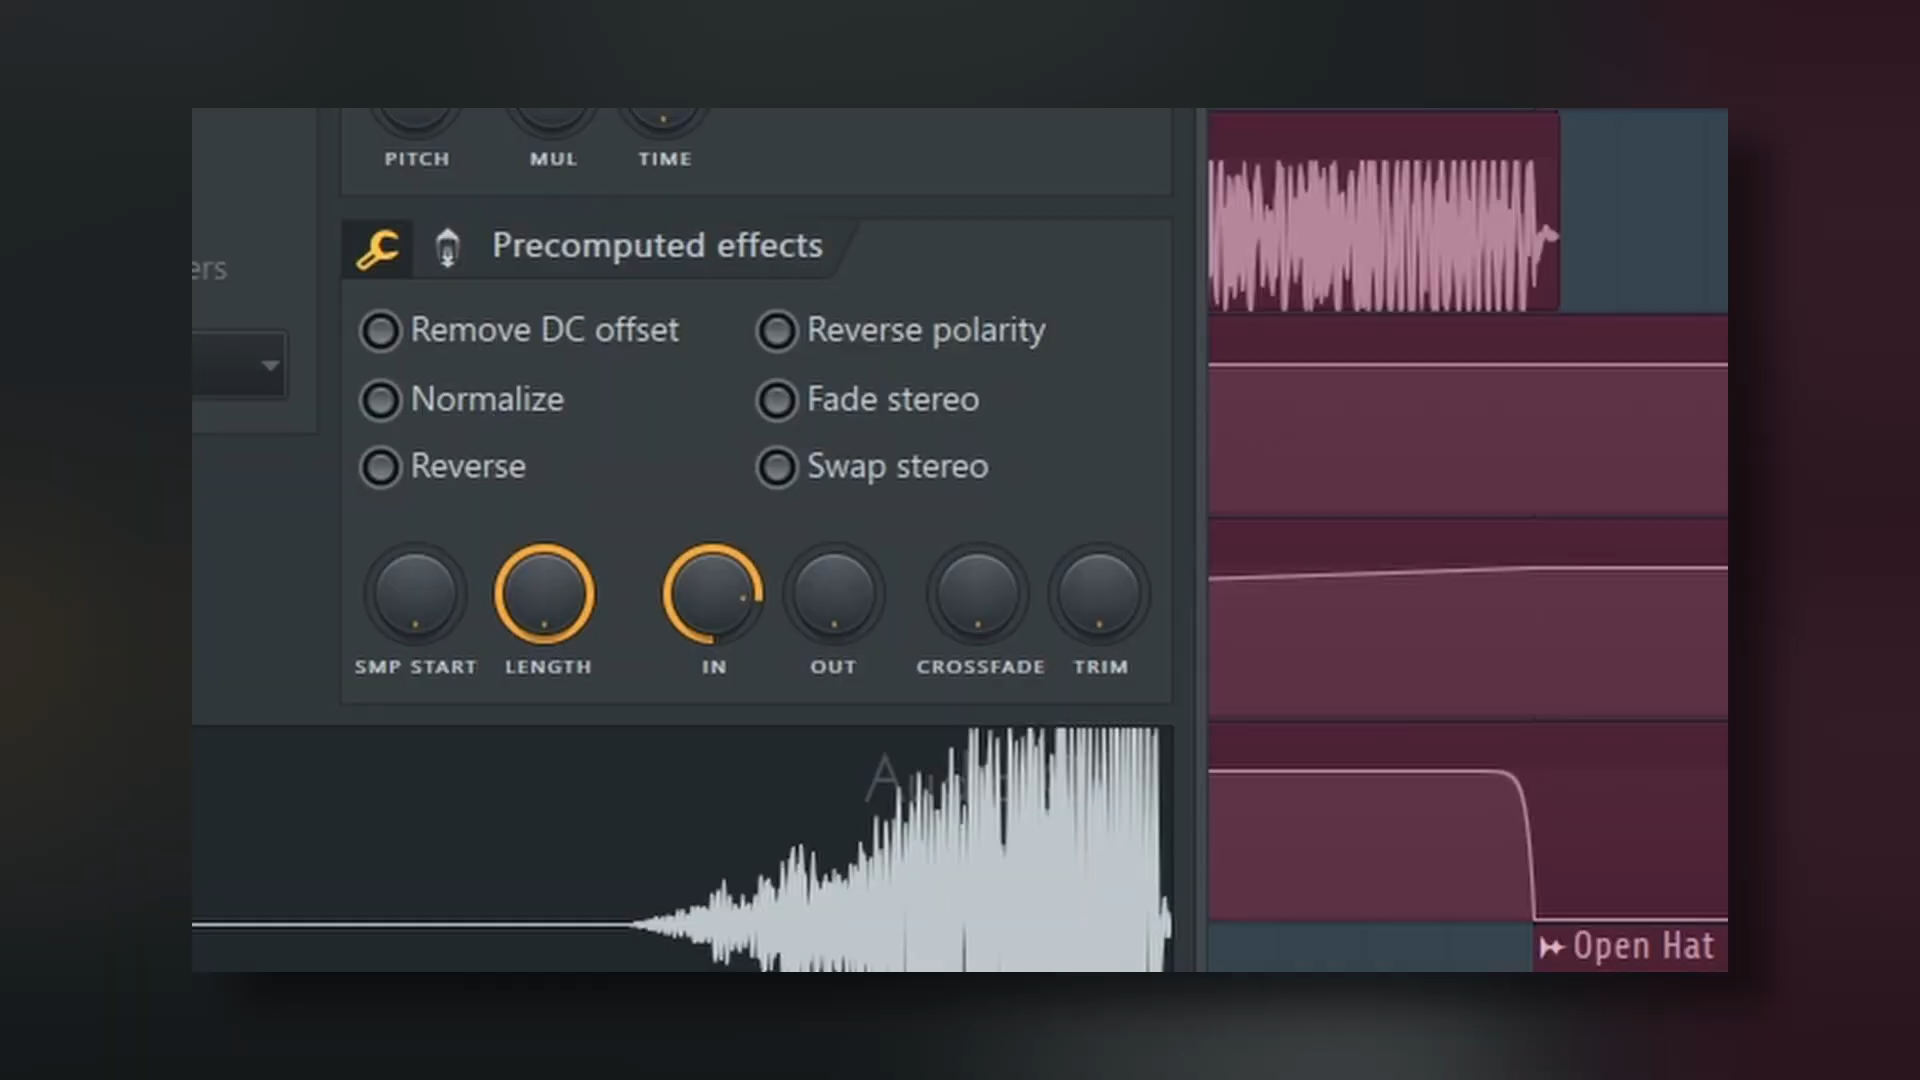 PITCH MUL TIME
Precomputed effects
ers
Remove DC offset Reverse polarity
Normalize Fade stereo
Reverse Swap stereo
SMP START LENGTH IN OUT CROSSFADE TRIM
Open Hat